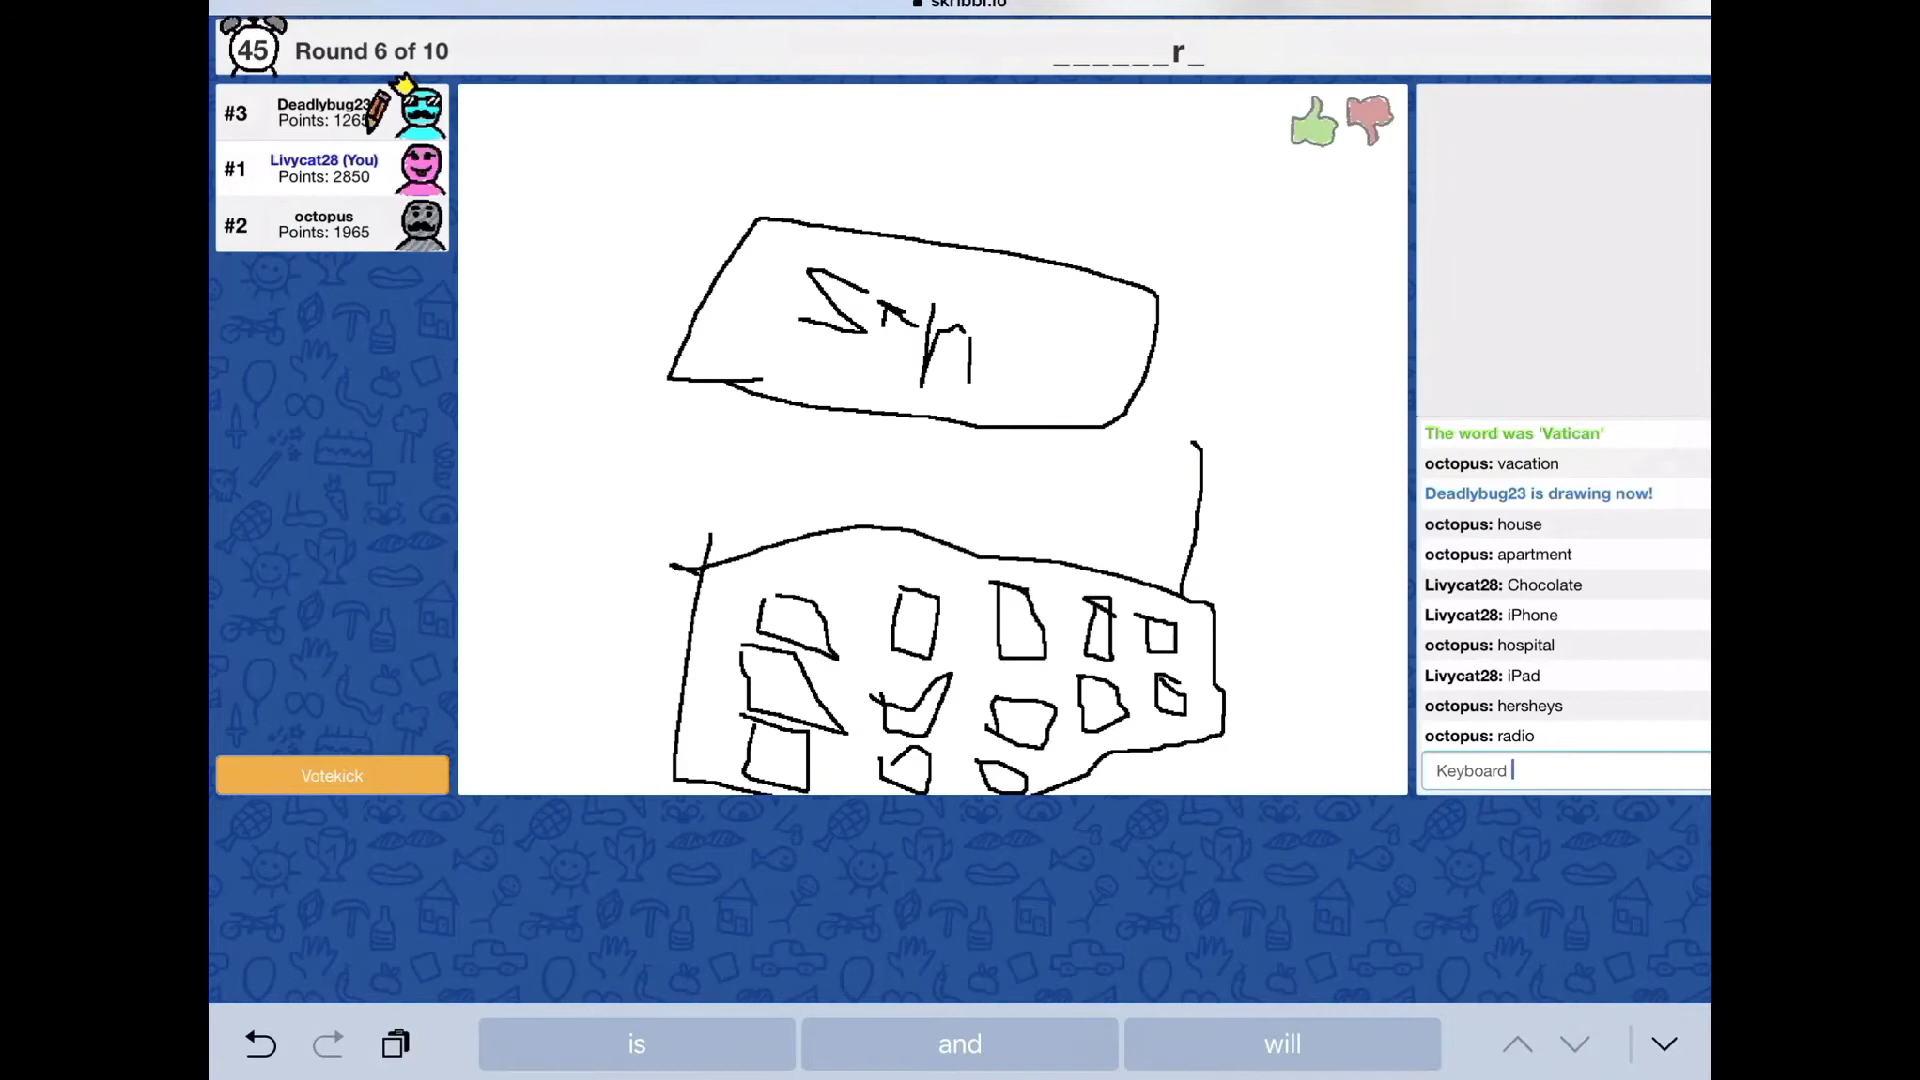 skribbl.io
45
Round 6 of 10
______r_
#3
Deadlybug23
Points: 1265
#1
Livycat28 (You)
Points: 2850
#2
octopus
Points: 1965
The word was 'Vatican'
octopus: vacation
Deadlybug23 is drawing now!
octopus: house
octopus: apartment
Livycat28: Chocolate
Livycat28: iPhone
octopus: hospital
Livycat28: iPad
octopus: hersheys
octopus: radio
Keyboard
Votekick
is
and
will